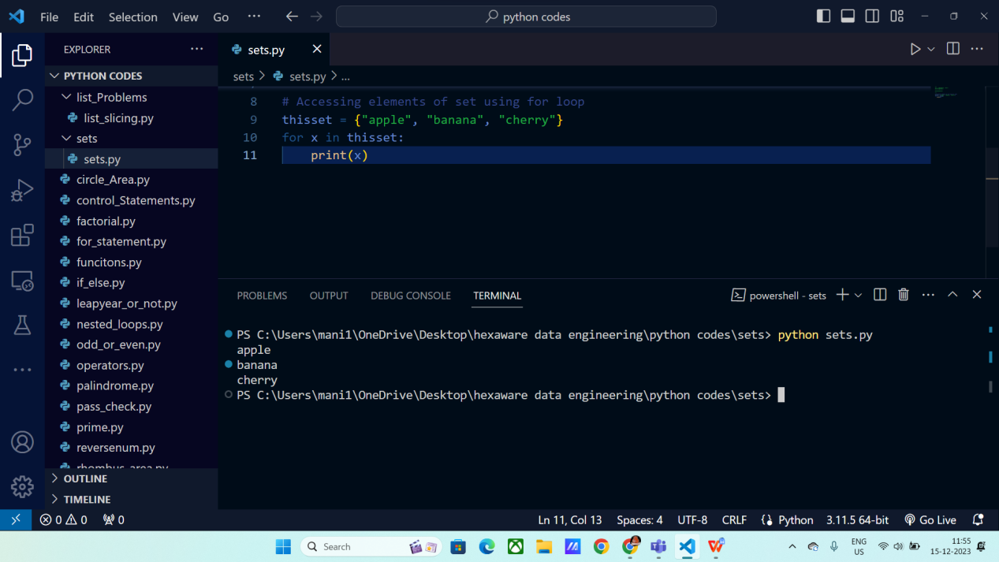 File Edit Selection View Go ··· python codes
EXPLORER ···
PYTHON CODES
list_Problems
list_slicing.py
sets
sets.py
circle_Area.py
control_Statements.py
factorial.py
for_statement.py
funcitons.py
if_else.py
leapyear_or_not.py
nested_loops.py
odd_or_even.py
operators.py
palindrome.py
pass_check.py
prime.py
reversenum.py
rhombus_area.py
OUTLINE
TIMELINE
sets.py
sets > sets.py > ...
8 # Accessing elements of set using for loop
9 thisset = {"apple", "banana", "cherry"}
10 for x in thisset:
11 print(x)
PROBLEMS OUTPUT DEBUG CONSOLE TERMINAL powershell - sets
PS C:\Users\mani1\OneDrive\Desktop\hexaware data engineering\python codes\sets> python sets.py
apple
banana
cherry
PS C:\Users\mani1\OneDrive\Desktop\hexaware data engineering\python codes\sets>
0 0 0 Ln 11, Col 13 Spaces: 4 UTF-8 CRLF Python 3.11.5 64-bit Go Live
Search
ENG
US
11:55
15-12-2023